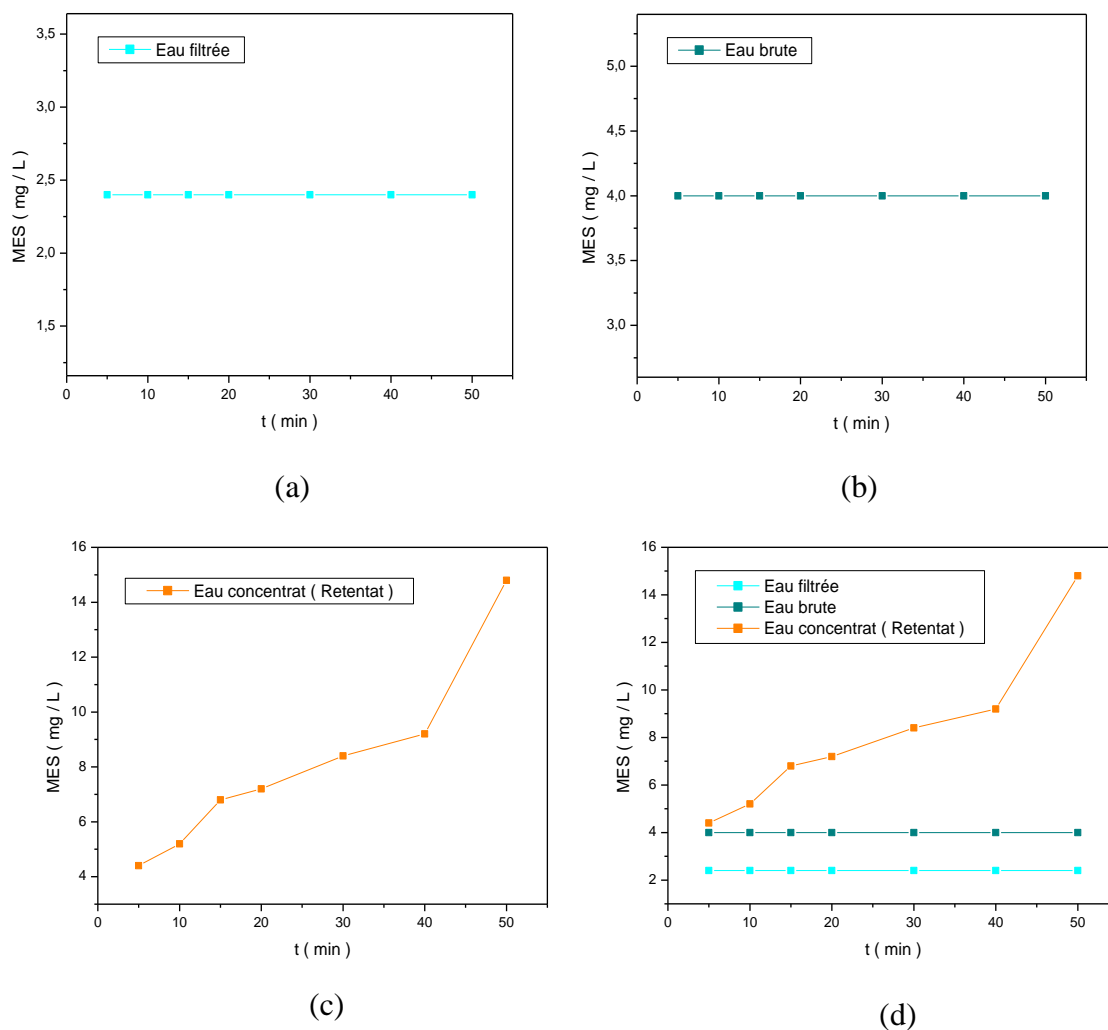 3,5
3,0
2,5
2,0
1,5
MES ( mg / L )
Eau filtrée
0
10
20
30
40
50
t ( min )
(a)
5,0
4,5
4,0
3,5
3,0
MES ( mg / L )
Eau brute
0
10
20
30
40
50
t ( min )
(b)
16
14
12
10
8
6
4
MES ( mg / L )
Eau concentrat ( Retentat )
0
10
20
30
40
50
t ( min )
(c)
16
14
12
10
8
6
4
2
MES ( mg / L )
Eau filtrée
Eau brute
Eau concentrat ( Retentat )
0
10
20
30
40
50
t ( min )
(d)